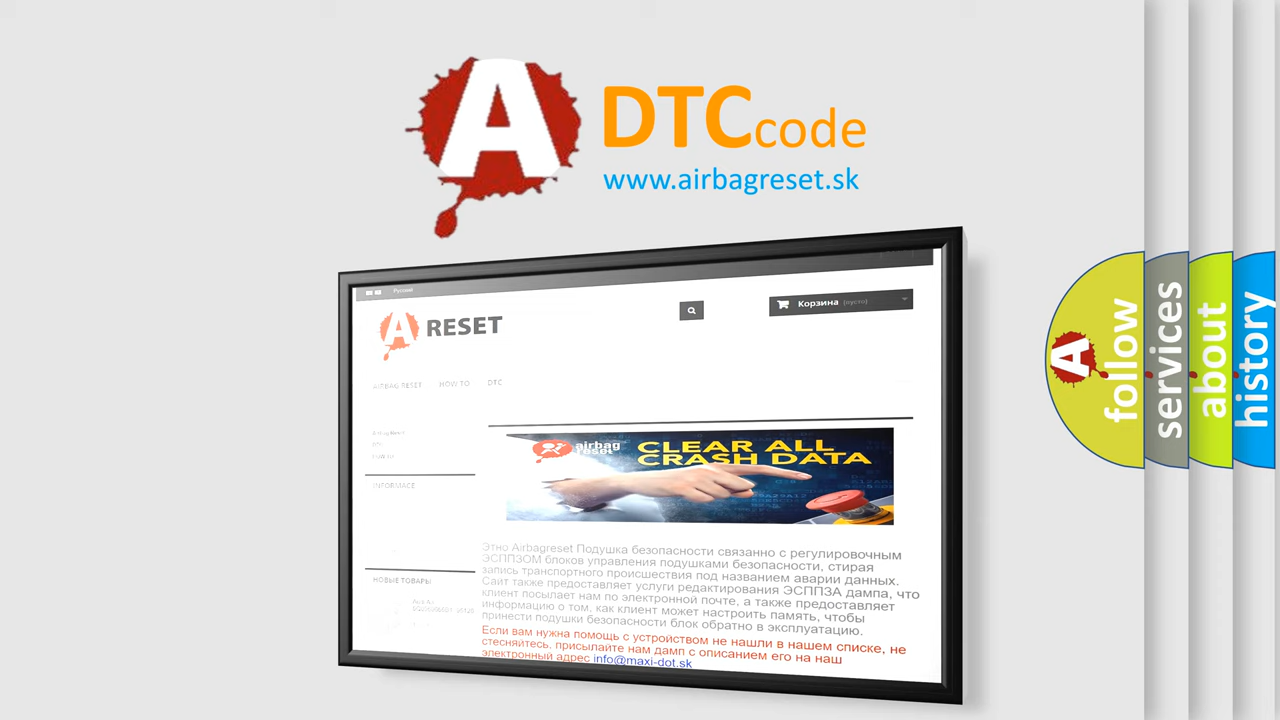 A
DTCcode
www.airbagreset.sk
Русский
A RESET
Корзина (пусто)
AIRBAG RESET HOW TO DTC
INFORMACE
НОВЫЕ ТОВАРЫ
airbag
reset
CLEAR ALL
CRASH DATA
Этно Airbagreset Подушка безопасности связанно с регулировочным
ЭСППЗОМ блоков управления подушками безопасности, стирая
запись транспортного происшествия под названием аварии данных.
Сайт также предоставляет услуги редактирования ЭСППЗА дампа, что
клиент посылает нам по электронной почте, а также предоставляет
информацию о том, как клиент может настроить память, чтобы
принести подушки безопасности блок обратно в эксплуатацию.
Если вам нужна помощь с устройством не нашли в нашем списке, не
стесняйтесь, присылайте нам дамп с описанием его на наш
электронный адрес info@maxi-dot.sk
A
follow
services
about
history